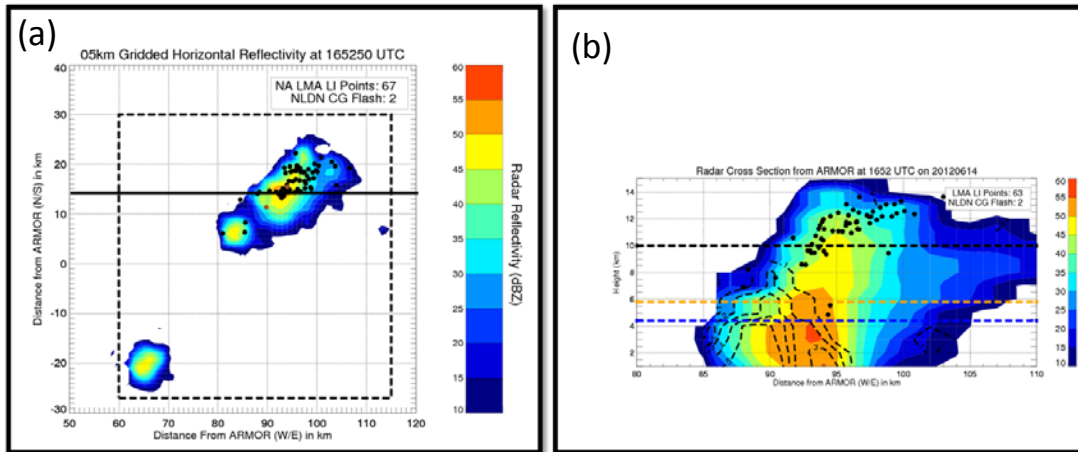 (a)
05km Gridded Horizontal Reflectivity at 165250 UTC
NA LMA LI Points: 67
NLDN CG Flash: 2
40
30
20
10
0
-10
-20
-30
Distance from ARMOR (N/S) in km
50 60 70 80 90 100 110 120
Distance From ARMOR (W/E) in km
60
55
50
45
40
35
30
25
20
15
10
Radar Reflectivity (dBZ)
(b)
Radar Cross Section from ARMOR at 1652 UTC on 20120614
LMA LI Points: 63
NLDN CG Flash: 2
14
12
10
8
6
4
2
0
Height (km)
80 85 90 95 100 105 110
Distance from ARMOR (W/E) in km
3
60
55
50
45
40
35
30
25
20
15
10